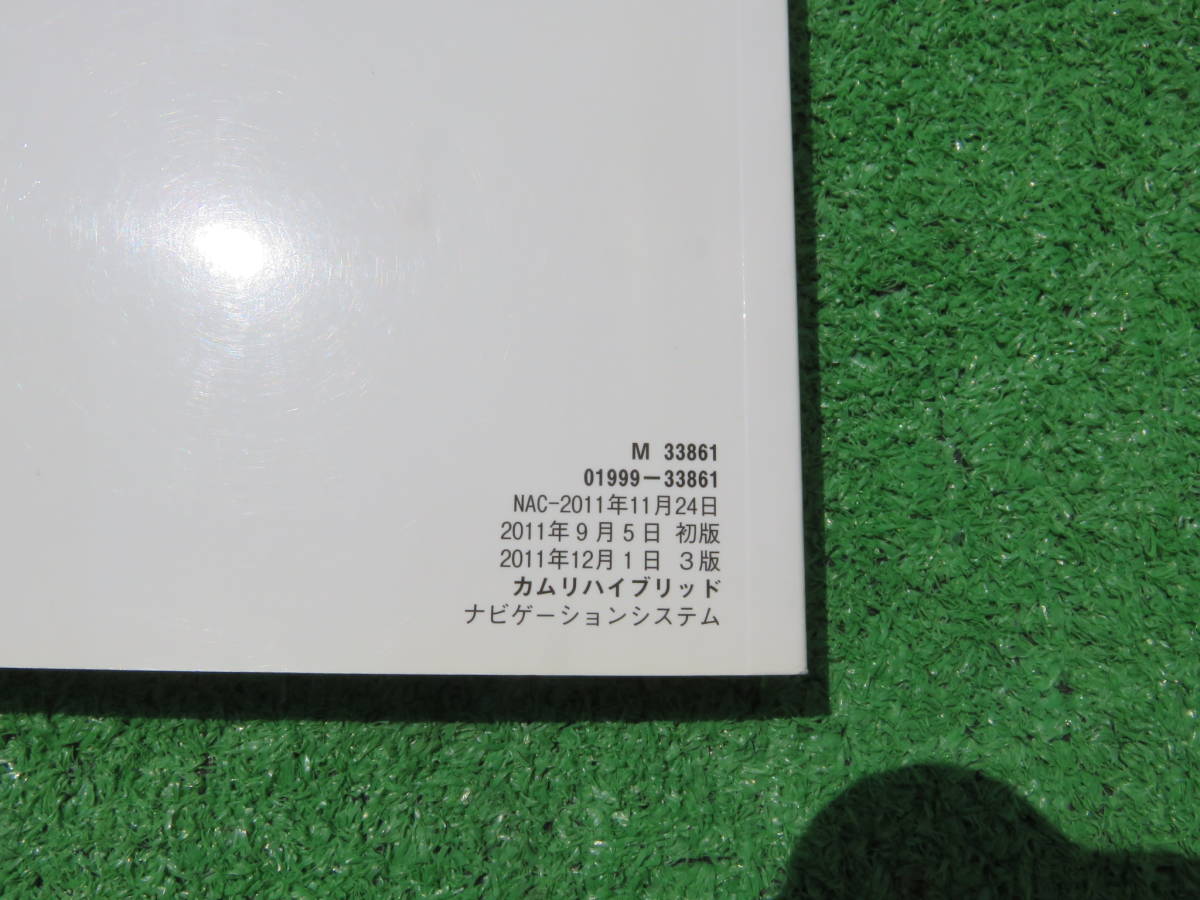 M 33861
01999-33861
NAC-2011年11月24日
2011年9月5日 初版
2011年12月1日 3版
カムリハイブリッド
ナビゲーションシステム